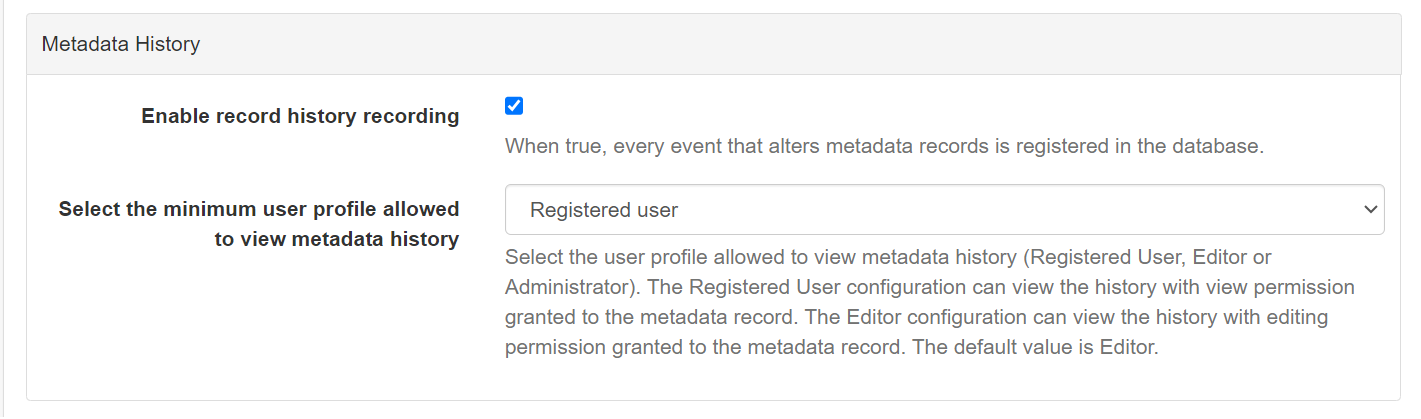 Metadata History
Enable record history recording
When true, every event that alters metadata records is registered in the database.
Select the minimum user profile allowed
to view metadata history
Registered user
Select the user profile allowed to view metadata history (Registered User, Editor or
Administrator). The Registered User configuration can view the history with view permission
granted to the metadata record. The Editor configuration can view the history with editing
permission granted to the metadata record. The default value is Editor.